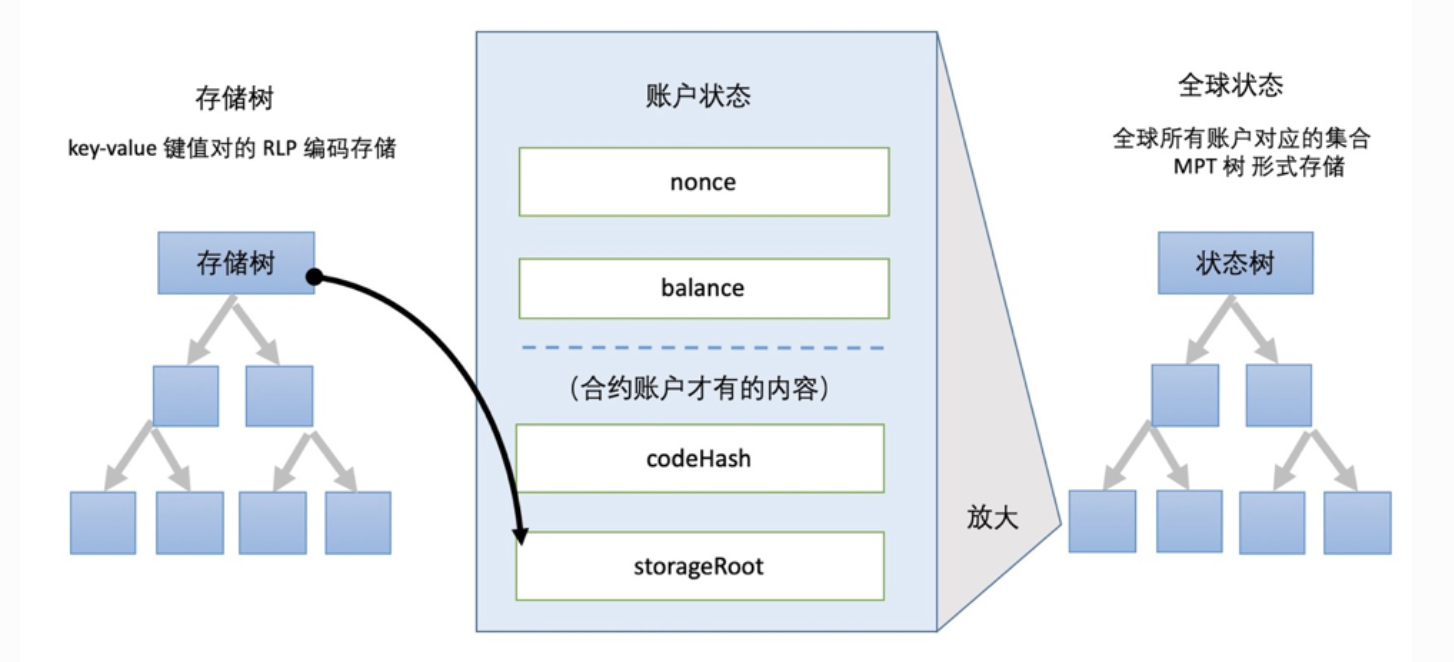 存储树
key-value 键值对的 RLP 编码存储
存储树
账户状态
nonce
balance
（合约账户才有的内容）
codeHash
storageRoot
放大
全球状态
全球所有账户对应的集合
MPT 树 形式存储
状态树